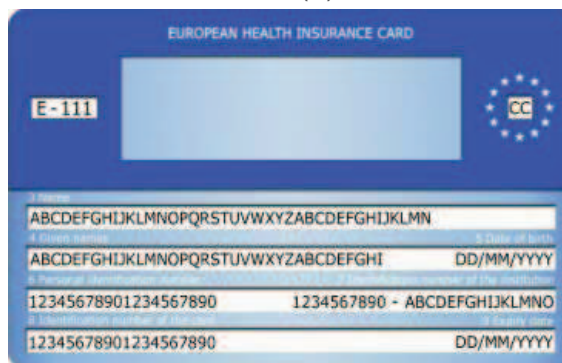 EUROPEAN HEALTH INSURANCE CARD
E-111
CC
3 Name
ABCDEFGHIJKLMNOPQRSTUVWXYZABCDEFGHIJKLMN
4 Given names 5 Date of birth
ABCDEFGHIJKLMNOPQRSTUVWXYZABCDEFGHI DD/MM/YYYY
6 Personal identification number 7 Identification number of the institution
12345678901234567890 1234567890 - ABCDEFGHIJKLMNO
8 Identification number of the card 9 Expiry date
12345678901234567890 DD/MM/YYYY